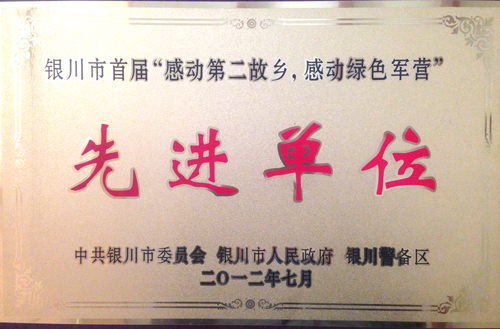 银川市首届“感动第二故乡,感动绿色军营”
先进单位
中共银川市委员会 银川市人民政府 银川警备区
二〇一二年七月